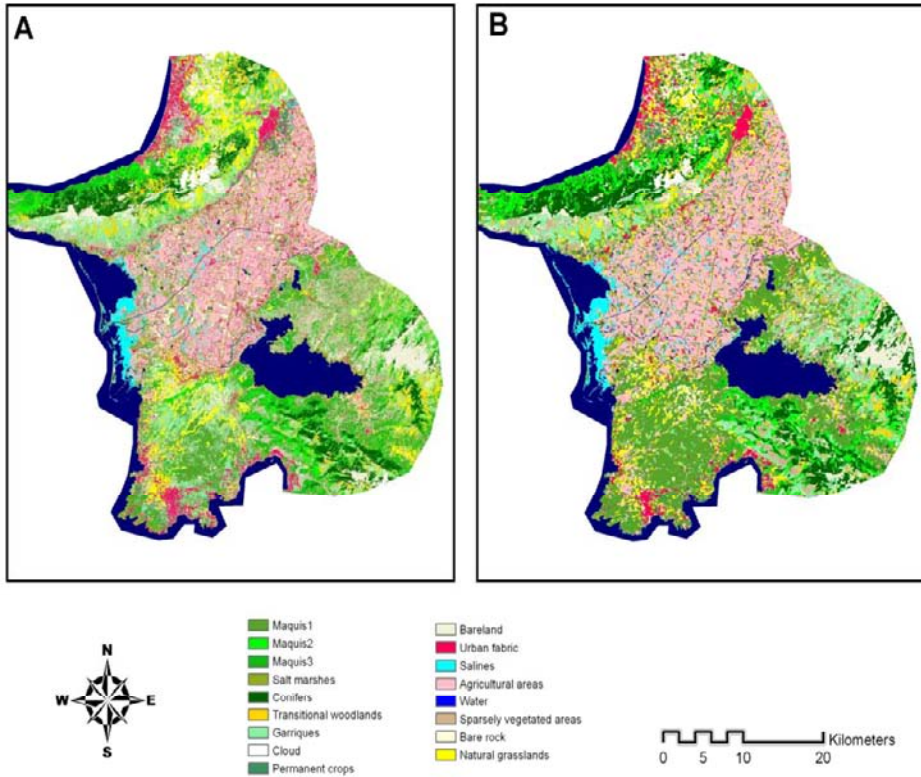 A
B
N
W E
S
Maquis1
Maquis2
Maquis3
Salt marshes
Conifers
Transitional woodlands
Garriques
Cloud
Permanent crops
Bareland
Urban fabric
Salines
Agricultural areas
Water
Sparsely vegetated areas
Bare rock
Natural grasslands
Kilometers
0 5 10 20